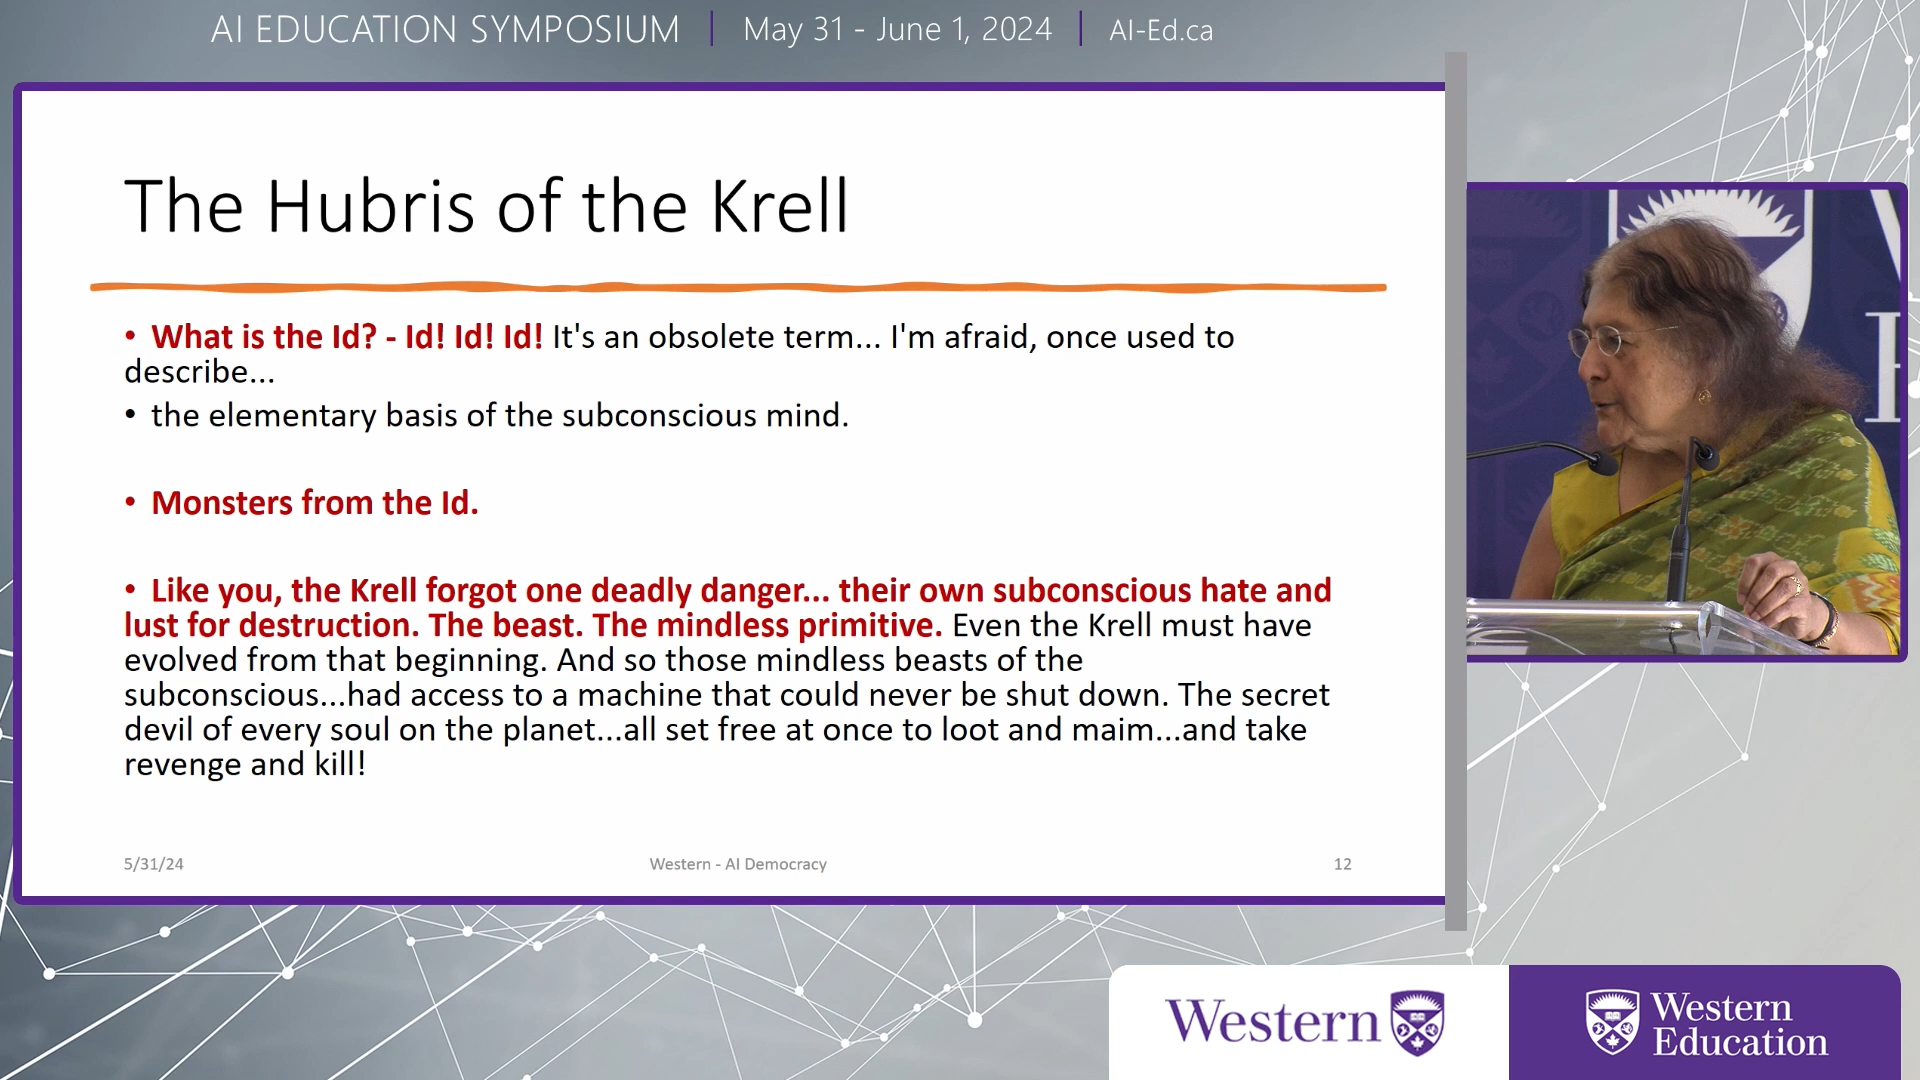 AI EDUCATION SYMPOSIUM | May 31 - June 1, 2024 | AI-Ed.ca
The Hubris of the Krell
• What is the Id? - Id! Id! Id! It's an obsolete term... I'm afraid, once used to
describe...
• the elementary basis of the subconscious mind.
• Monsters from the Id.
• Like you, the Krell forgot one deadly danger... their own subconscious hate and
lust for destruction. The beast. The mindless primitive. Even the Krell must have
evolved from that beginning. And so those mindless beasts of the
subconscious...had access to a machine that could never be shut down. The secret
devil of every soul on the planet...all set free at once to loot and maim...and take
revenge and kill!
5/31/24
Western - AI Democracy
12
Western
Western
Education